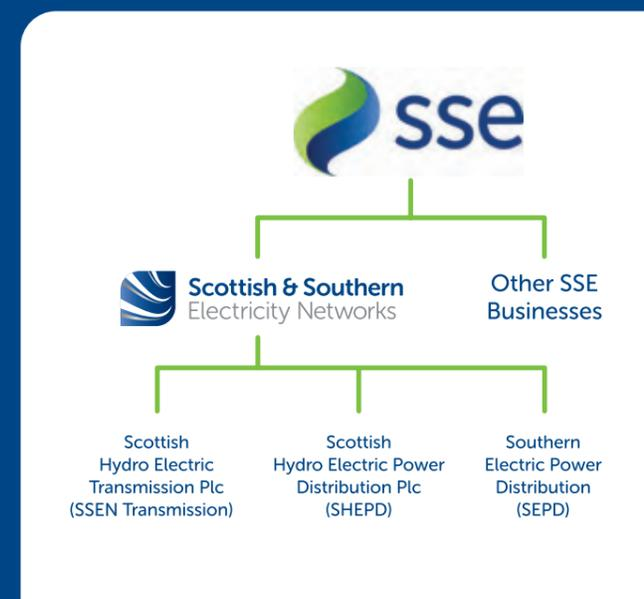 sse
Scottish & Southern
Electricity Networks
Other SSE
Businesses
Scottish
Hydro Electric
Transmission Plc
(SSEN Transmission)
Scottish
Hydro Electric Power
Distribution Plc
(SHEPD)
Southern
Electric Power
Distribution
(SEPD)